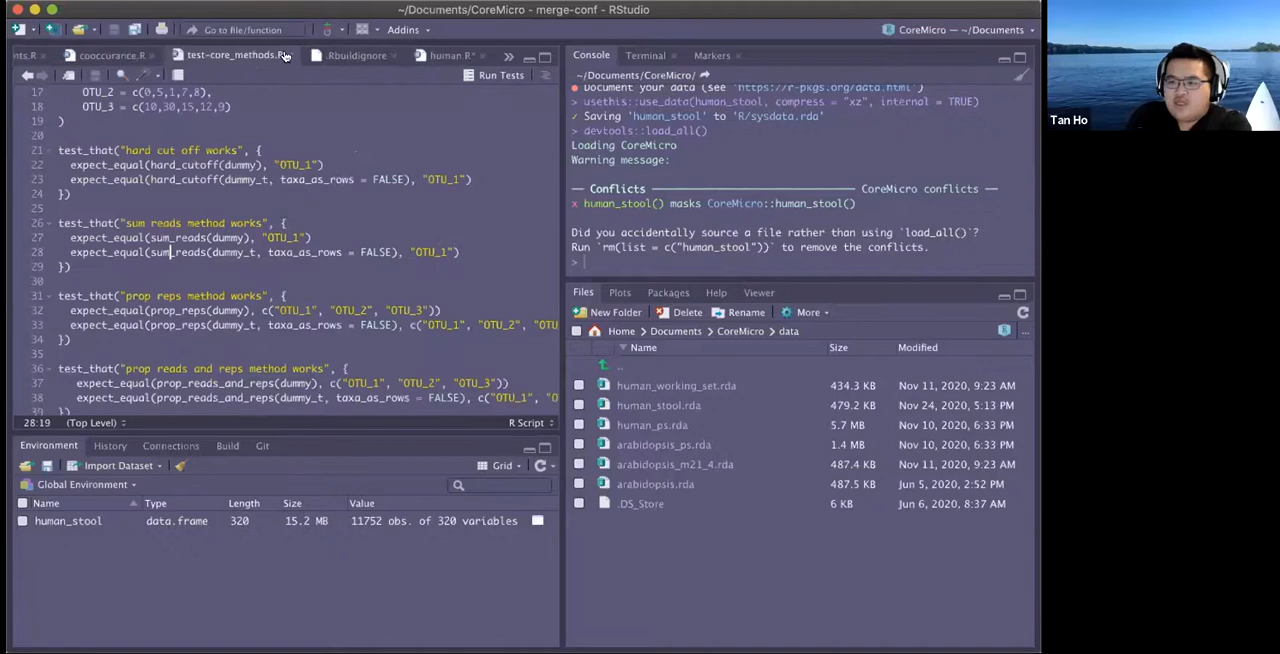 ~/Documents/CoreMicro - merge-conf - RStudio
Go to file/function
Addins
CoreMicro — ~/Documents
nts.R
cooccurance.R
test-core_methods.R
.Rbuildignore
human R*
Run Tests
17 OTU_2 = c(0,5,1,7,8),
18 OTU_3 = c(10,30,15,12,9)
19 )
20
21 test_that("hard cut off works", {
22 expect_equal(hard_cutoff(dummy), "OTU_1")
23 expect_equal(hard_cutoff(dummy_t, taxa_as_rows = FALSE), "OTU_1")
24 })
25
26 test_that("sum reads method works", {
27 expect_equal(sum_reads(dummy), "OTU_1")
28 expect_equal(sum_reads(dummy_t, taxa_as_rows = FALSE), "OTU_1")
29 })
30
31 test_that("prop reps method works", {
32 expect_equal(prop_reps(dummy), c("OTU_1", "OTU_2", "OTU_3"))
33 expect_equal(prop_reps(dummy_t, taxa_as_rows = FALSE), c("OTU_1", "OTU_2", "OTU
34 })
35
36 test_that("prop reads and reps method works", {
37 expect_equal(prop_reads_and_reps(dummy), c("OTU_1", "OTU_2", "OTU_3"))
38 expect_equal(prop_reads_and_reps(dummy_t, taxa_as_rows = FALSE), c("OTU_1", "O
39 })
28:19 (Top Level)
R Script
Environment History Connections Build Git
Import Dataset
Grid
Global Environment
Name Type Length Size Value
human_stool data.frame 320 15.2 MB 11752 obs. of 320 variables
Console Terminal Markers
~/Documents/CoreMicro/
Document your data (see 'https://r-pkgs.org/data.html')
> usethis::use_data(human_stool, compress = "xz", internal = TRUE)
✓ Saving 'human_stool' to 'R/sysdata.rda'
> devtools::load_all()
Loading CoreMicro
Warning message:
── Conflicts ── CoreMicro conflicts ──
x human_stool() masks CoreMicro::human_stool()
Did you accidentally source a file rather than using `load_all()`?
Run `rm(list = c("human_stool"))` to remove the conflicts.
>
Files Plots Packages Help Viewer
New Folder Delete Rename More
Home > Documents > CoreMicro > data
Name Size Modified
..
human_working_set.rda 434.3 KB Nov 11, 2020, 9:23 AM
human_stool.rda 479.2 KB Nov 24, 2020, 5:13 PM
human_ps.rda 5.7 MB Nov 10, 2020, 6:33 PM
arabidopsis_ps.rda 1.4 MB Nov 10, 2020, 6:33 PM
arabidopsis_m21_4.rda 487.4 KB Nov 11, 2020, 9:23 AM
arabidopsis.rda 487.5 KB Jun 5, 2020, 2:52 PM
.DS_Store 6 KB Jun 6, 2020, 8:37 AM
Tan Ho